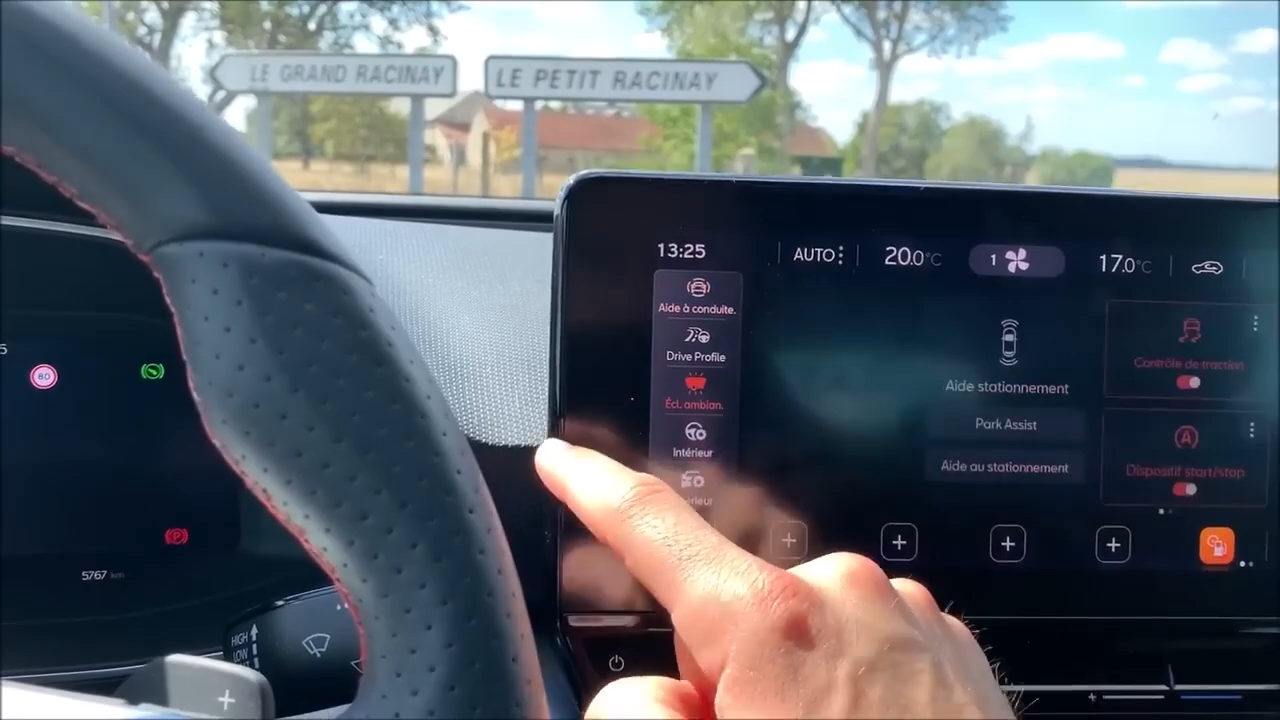 LE GRAND RACINAY
LE PETIT RACINAY
13:25
AUTO
20.0°C
1
17.0°C
Aide à conduite.
Drive Profile
Écl. ambian.
Intérieur
Aide stationnement
Park Assist
Aide au stationnement
Contrôle de traction
A
Dispositif start/stop
5
80
P
5767 km
HIGH
LOW
+
+
+
+
+
+